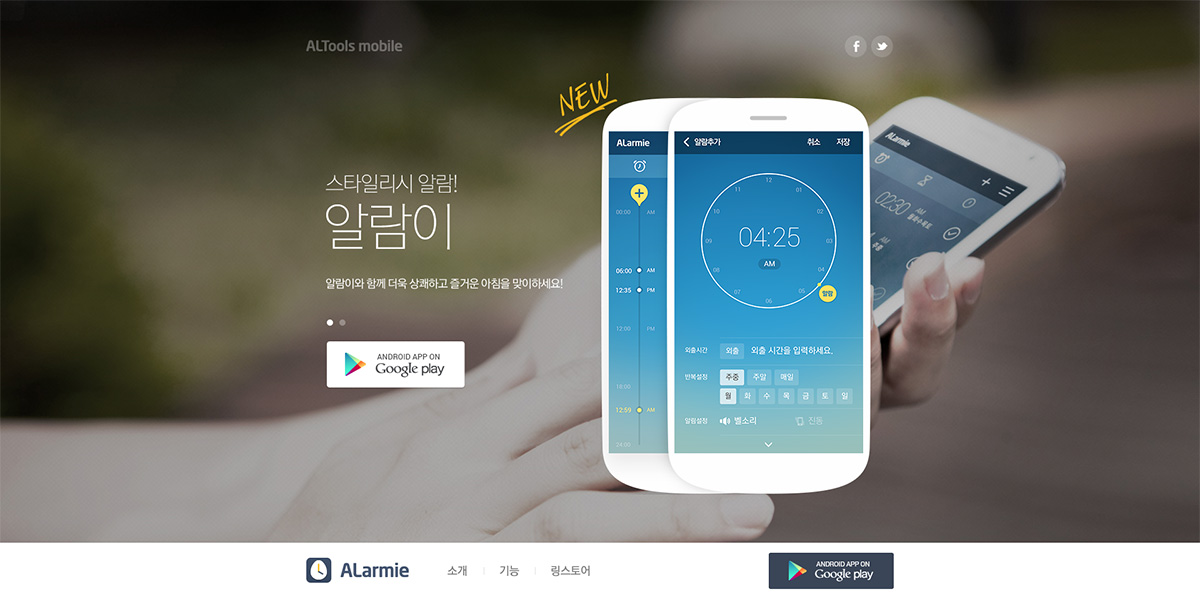 ALTools mobile
NEW
스타일리시 알람!
알람이
알람이와 함께 더욱 상쾌하고 즐거운 아침을 맞이하세요!
ANDROID APP ON
Google play
ALarmie
00:00 AM
06:00 AM
12:35 PM
12:00 PM
18:00
12:59 AM
24:00
알람추가 취소 저장
12
11 01
10 02
09 03
08 04
07 05
06
04:25
AM
알람
외출시간 외출 외출 시간을 입력하세요.
반복설정 주중 주말 매일
월 화 수 목 금 토 일
알림설정 벨소리 진동
ALarmie
02:30 AM
ALarmie
소개 기능 링스토어
ANDROID APP ON
Google play